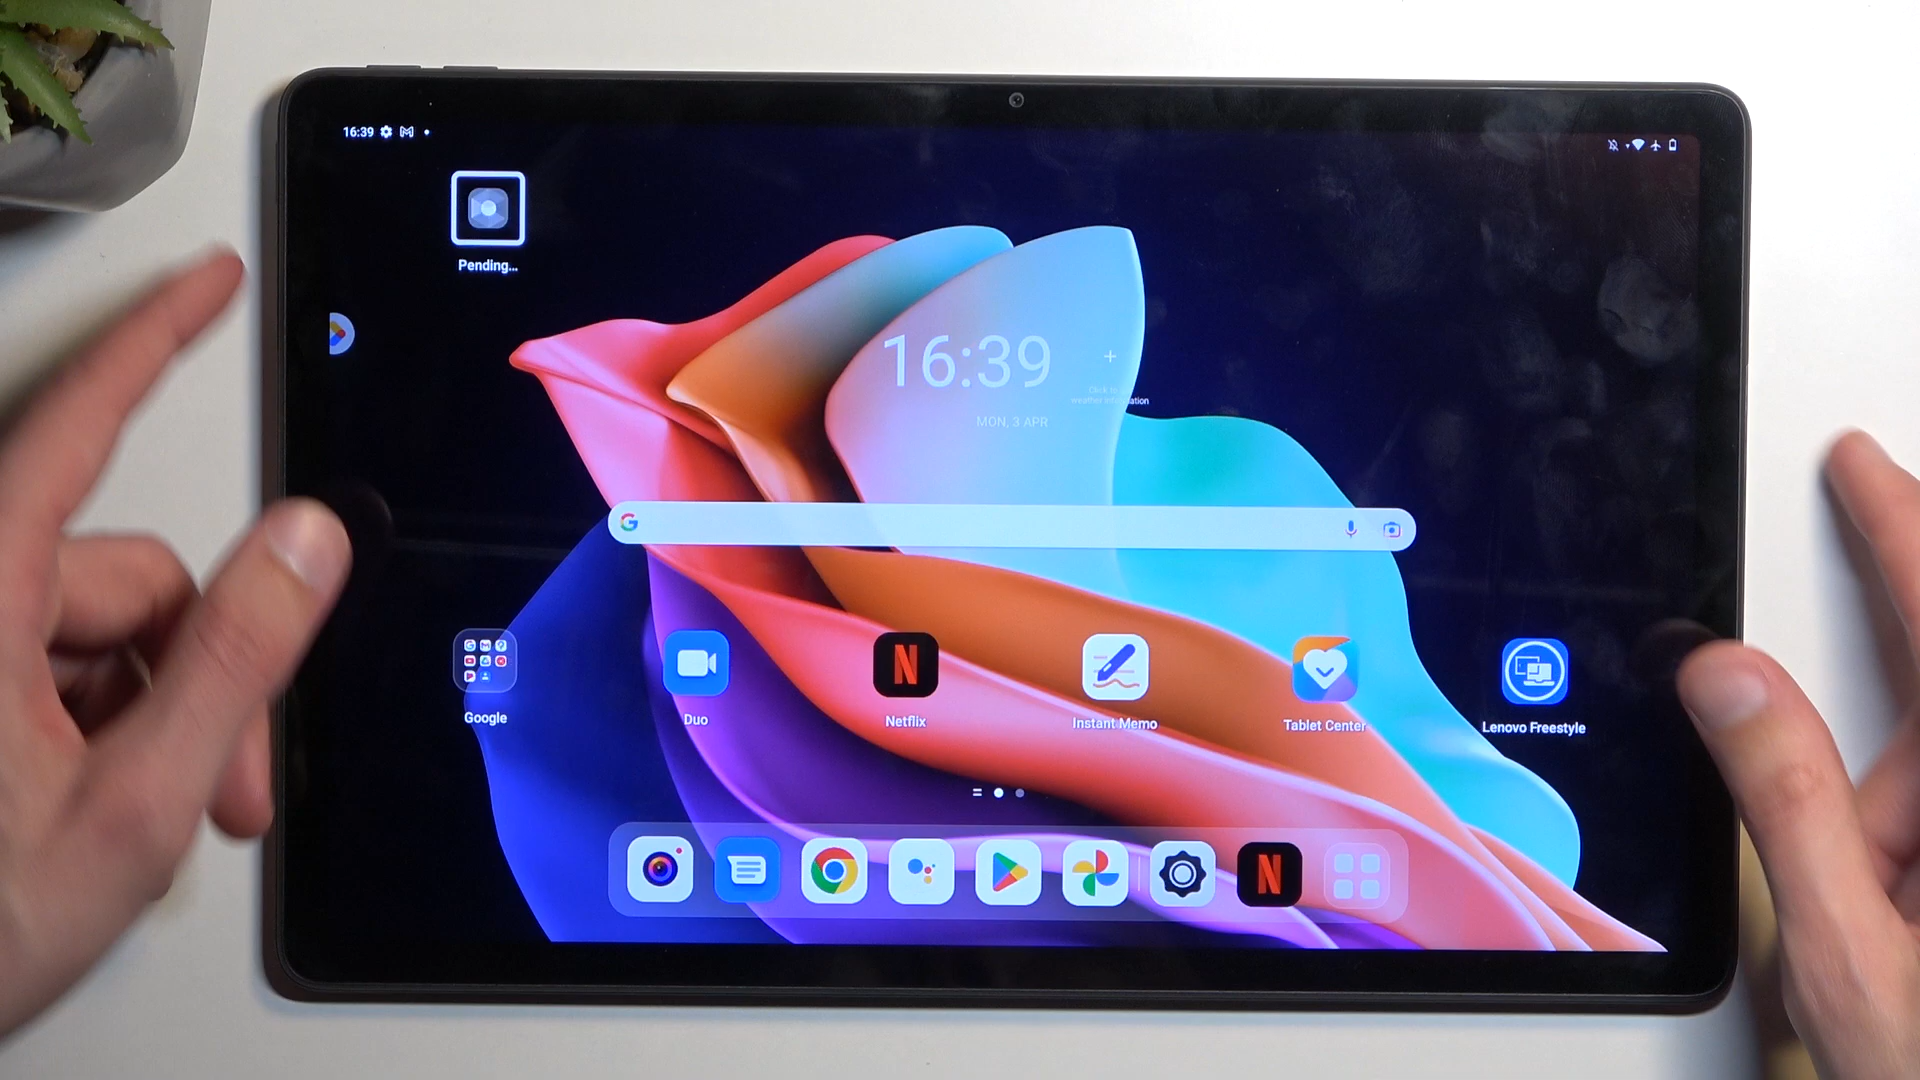 16:39
Pending...
16:39
MON, 3 APR
Google
Duo
Netflix
Instant Memo
Tablet Center
Lenovo Freestyle